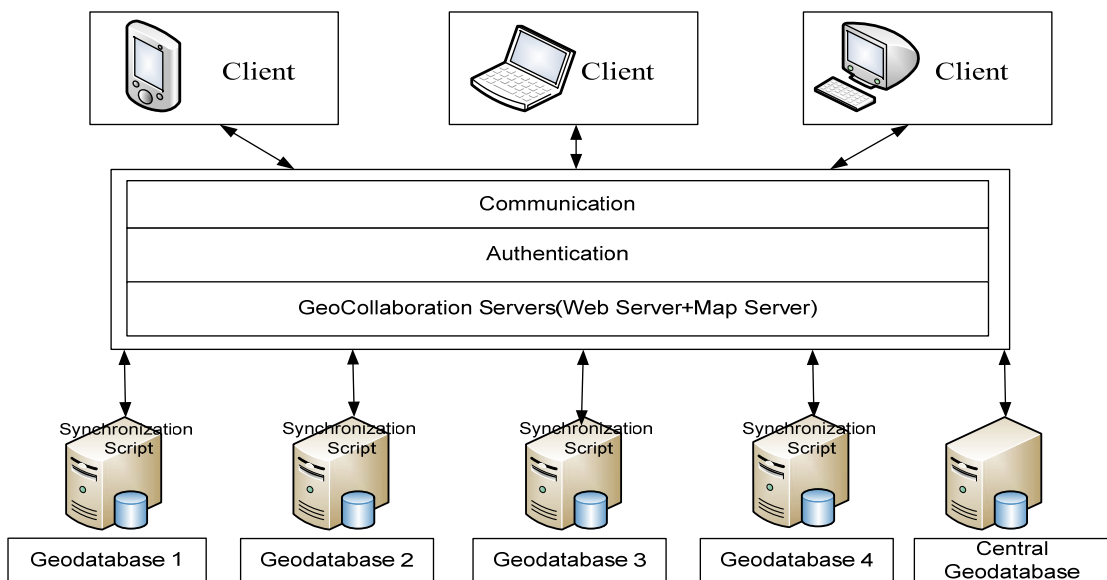 Client
Client
Client
Communication
Authentication
GeoCollaboration Servers(Web Server+Map Server)
Synchronization
Script
Synchronization
Script
Synchronization
Script
Synchronization
Script
Geodatabase 1
Geodatabase 2
Geodatabase 3
Geodatabase 4
Central
Geodatabase